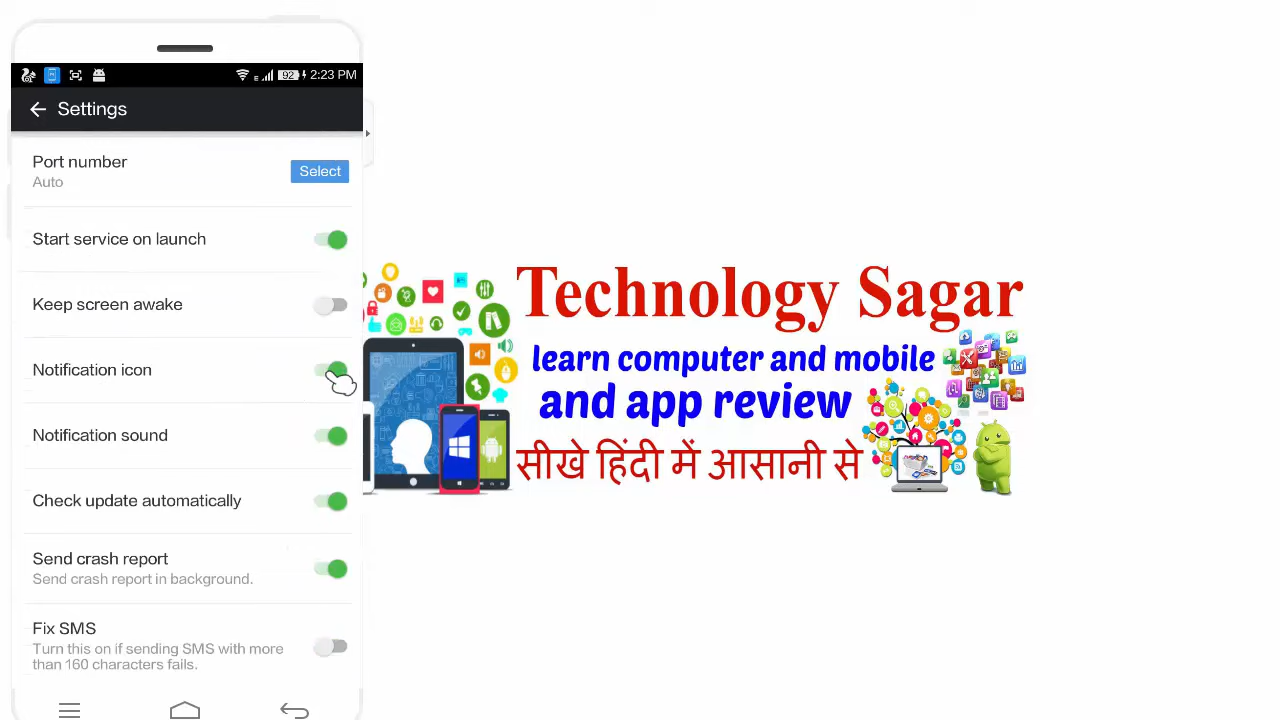 E 92 2:23 PM
Settings
Port number
Auto
Select
Start service on launch
Keep screen awake
Notification icon
Notification sound
Check update automatically
Send crash report
Send crash report in background.
Fix SMS
Turn this on if sending SMS with more
than 160 characters fails.
Technology Sagar
learn computer and mobile
and app review
सीखे हिंदी में आसानी से